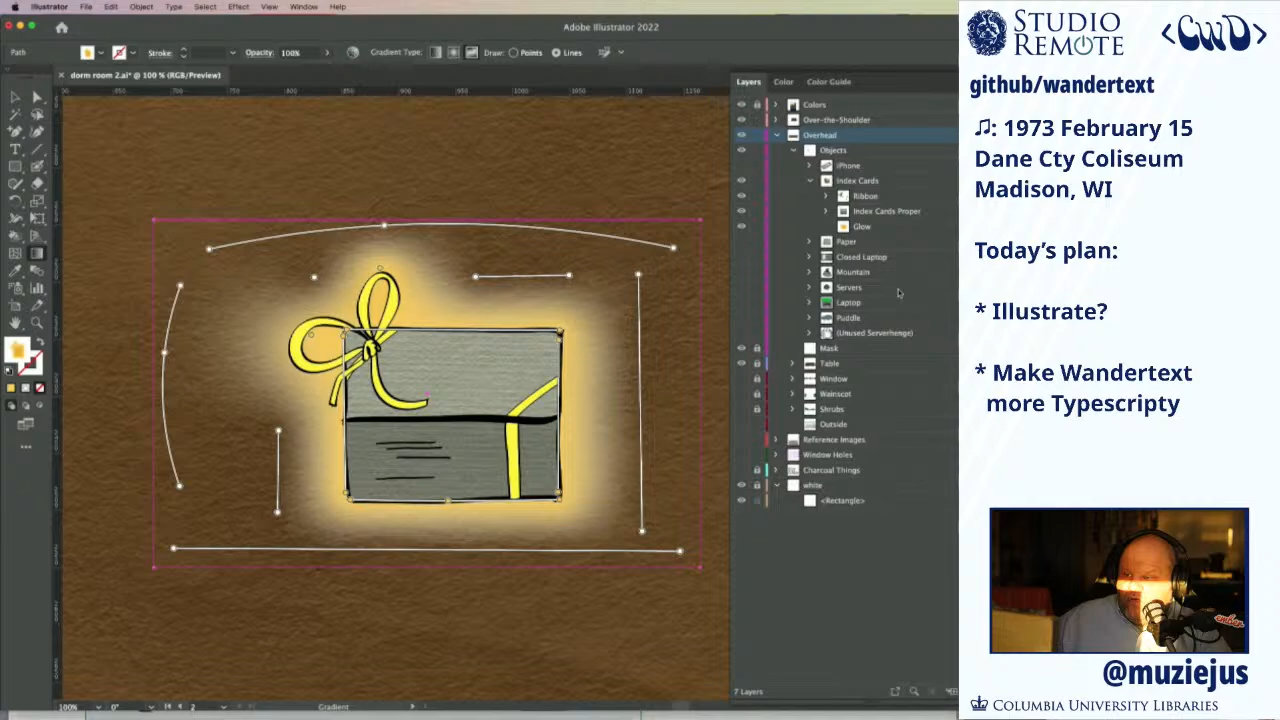 Illustrator File Edit Object Type Select Effect View Window Help
Adobe Illustrator 2022
Path Stroke: Opacity: 100% Gradient Type: Draw: Points Lines
dorm room 2.ai* @ 100 % (RGB/Preview)
Layers Color Color Guide
Colors
Over-the-Shoulder
Overhead
Objects
iPhone
Index Cards
Ribbon
Index Cards Proper
Glow
Paper
Closed Laptop
Mountain
Servers
Laptop
Puddle
(Unused Serverhenge)
Mask
Table
Window
Wainscot
Shrubs
Outside
Reference Images
Window Holes
Charcoal Things
white
<Rectangle>
7 Layers
100% 0° 2 Gradient
STUDIO
REMOTE
<CWD>
github/wandertext
♫: 1973 February 15
Dane Cty Coliseum
Madison, WI
Today's plan:
* Illustrate?
* Make Wandertext
more Typescripty
ember
@muziejus
COLUMBIA UNIVERSITY LIBRARIES